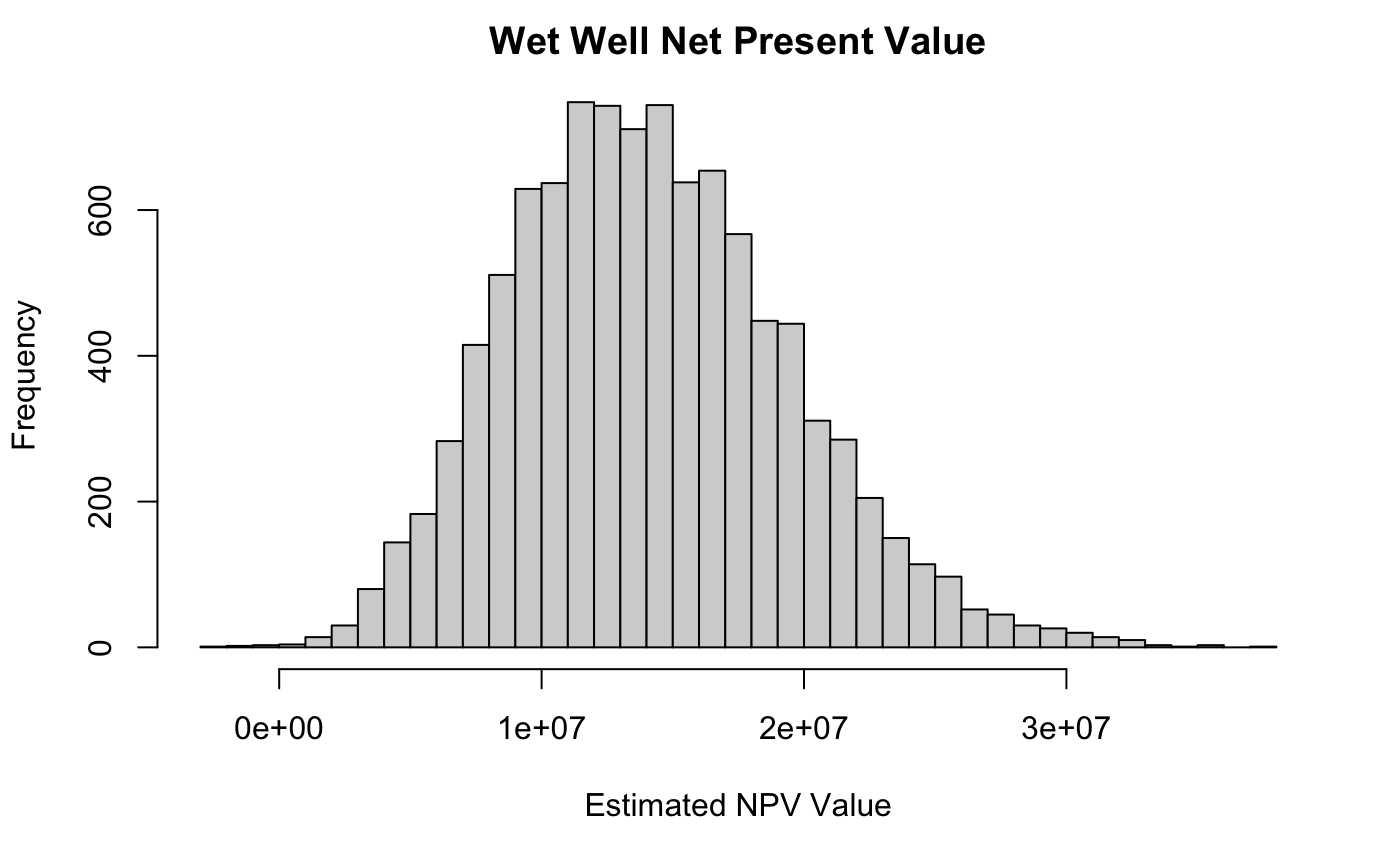 Wet Well Net Present Value
Frequency
600
400
200
0
0e+00 1e+07 2e+07 3e+07
Estimated NPV Value